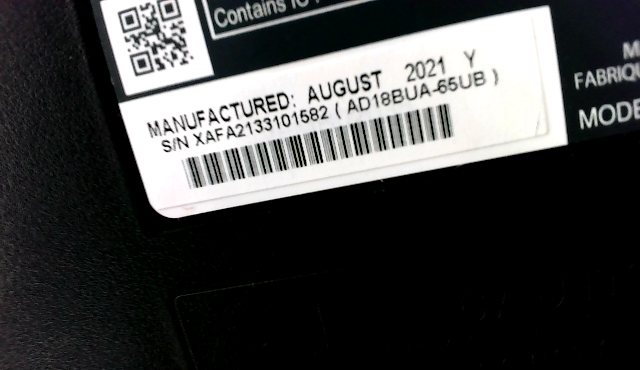 Contains IC
MANUFACTURED: AUGUST 2021 Y
S/N XAFA2133101582 ( AD18BUA-65UB )
FABRIQU
MODE